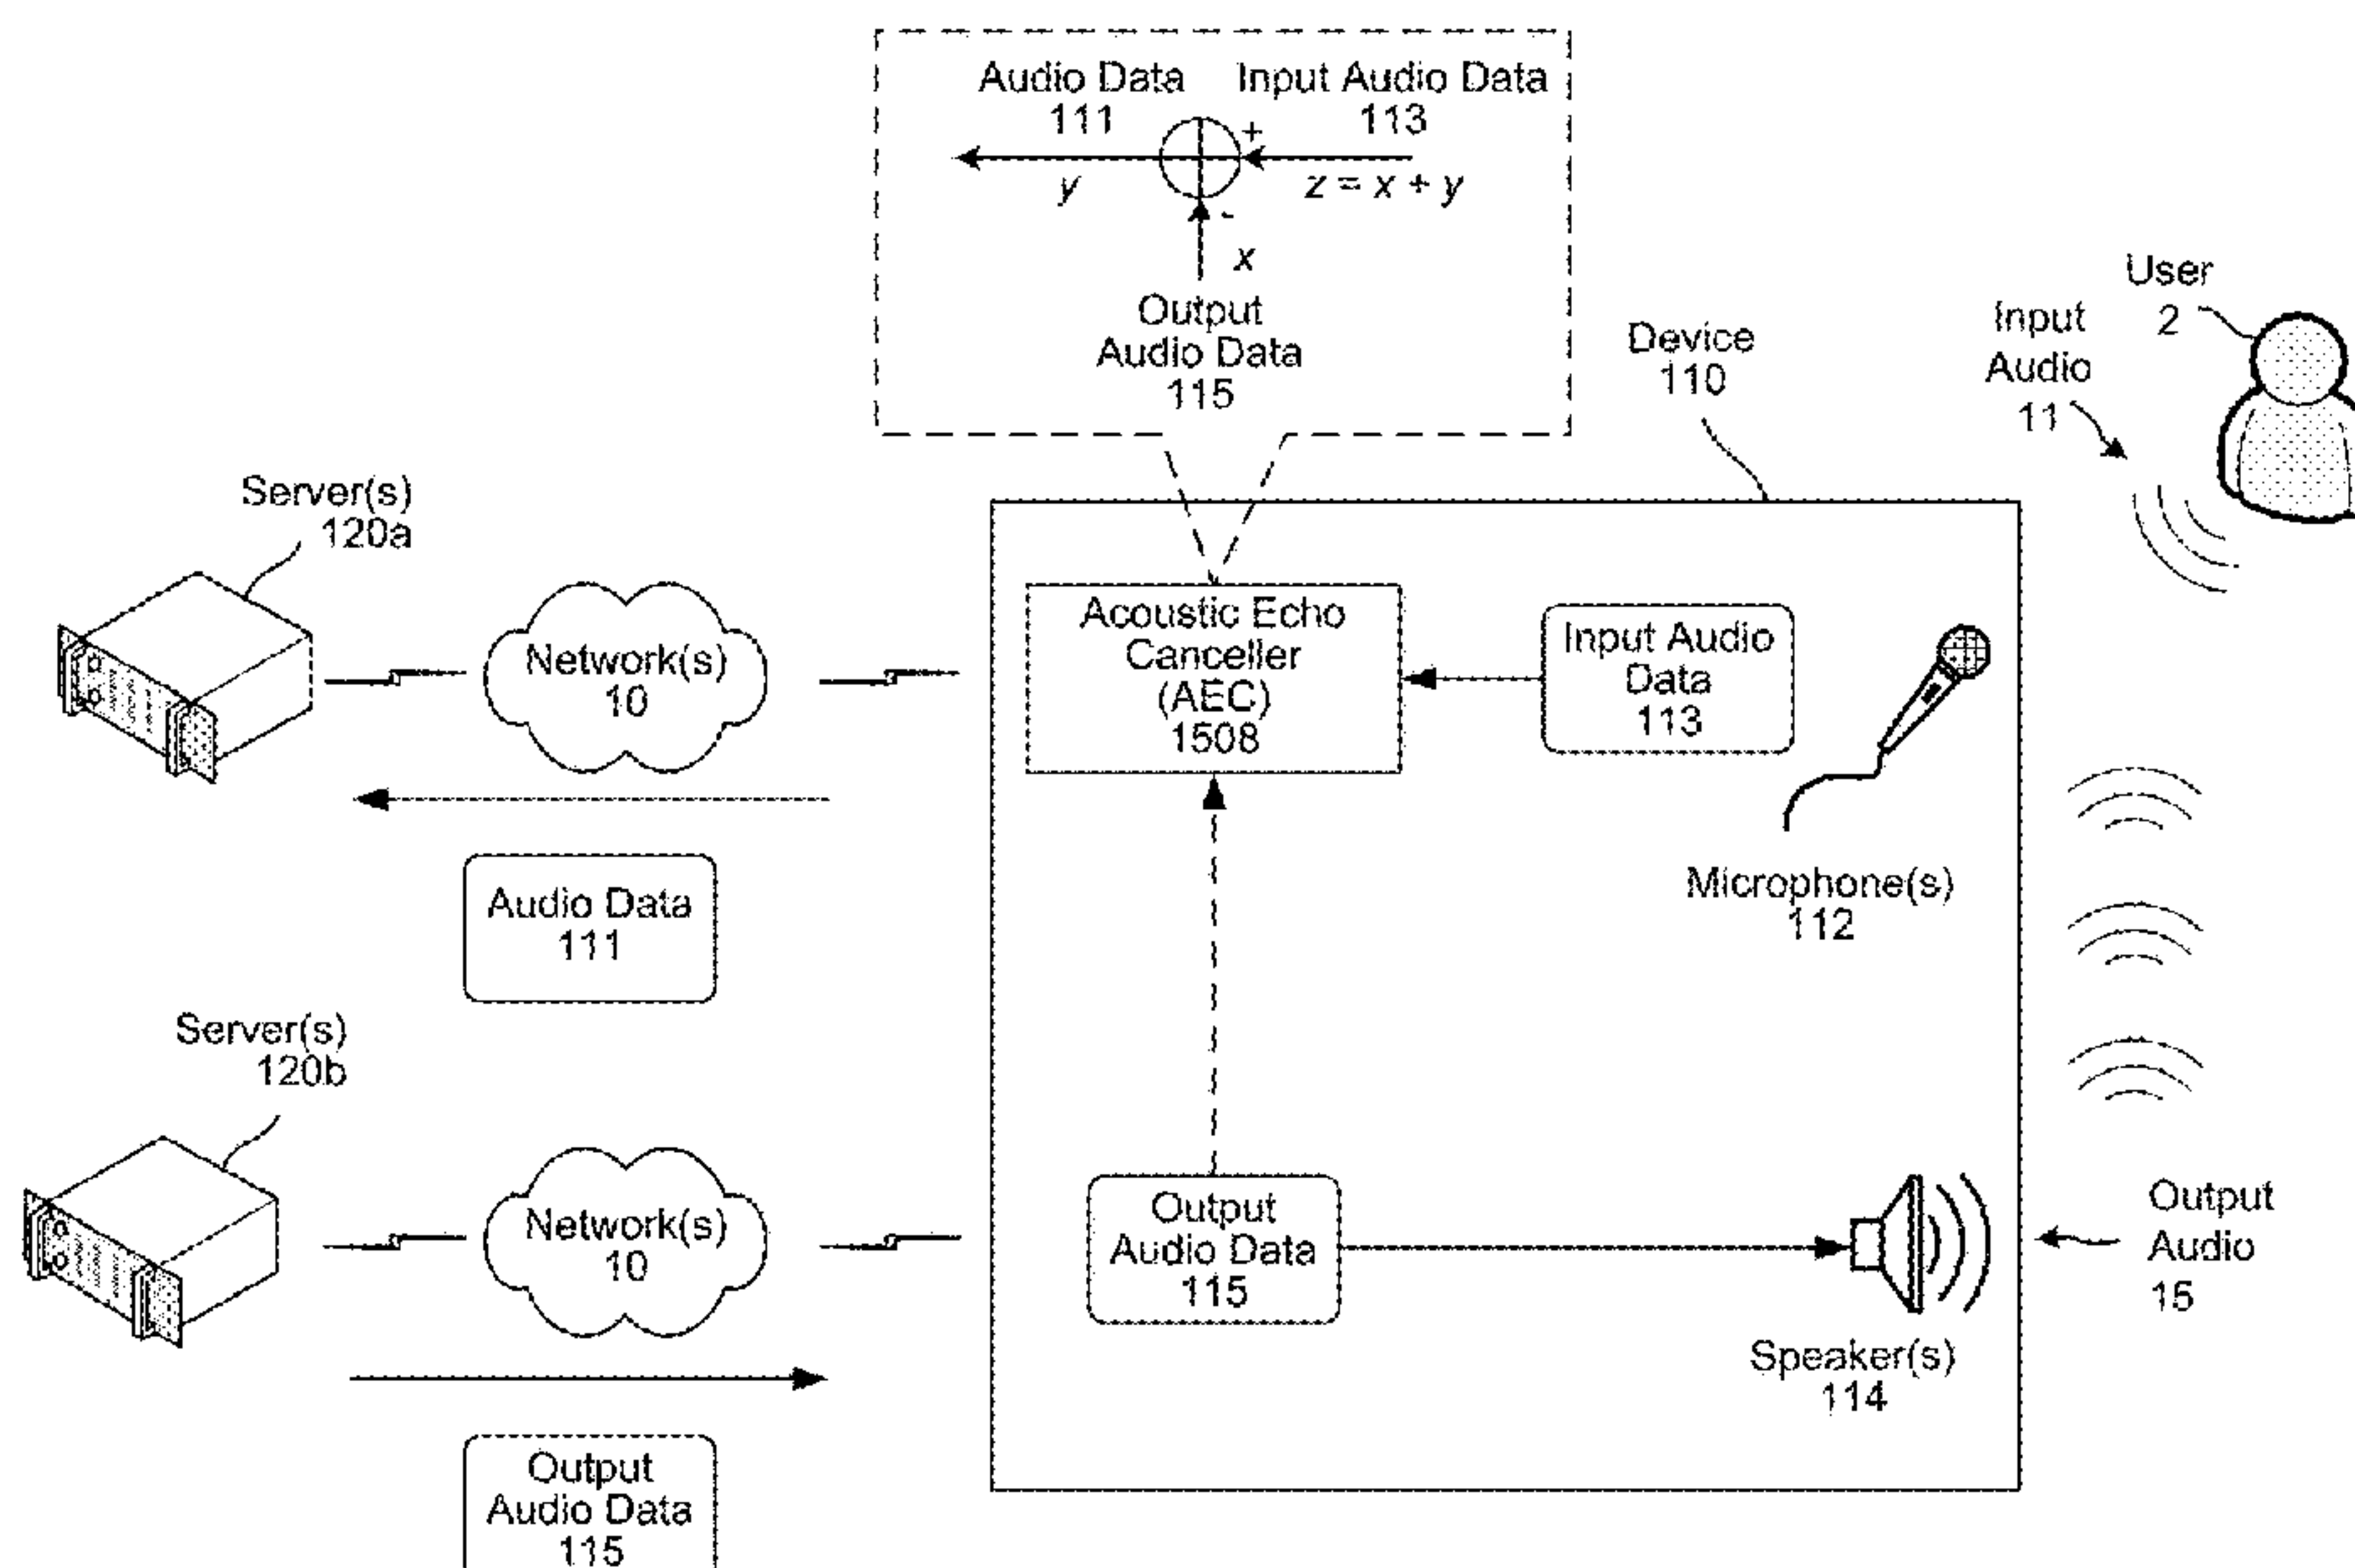 Audio Data
111
Input Audio Data
113
+
y
z = x + y
-
x
Output
Audio Data
115
User
2
Input
Audio
11
Device
110
Server(s)
120a
Network(s)
10
Acoustic Echo
Canceller
(AEC)
1508
Input Audio
Data
113
Microphone(s)
112
Audio Data
111
Server(s)
120b
Network(s)
10
Output
Audio Data
115
Output
Audio
15
Speaker(s)
114
Output
Audio Data
115